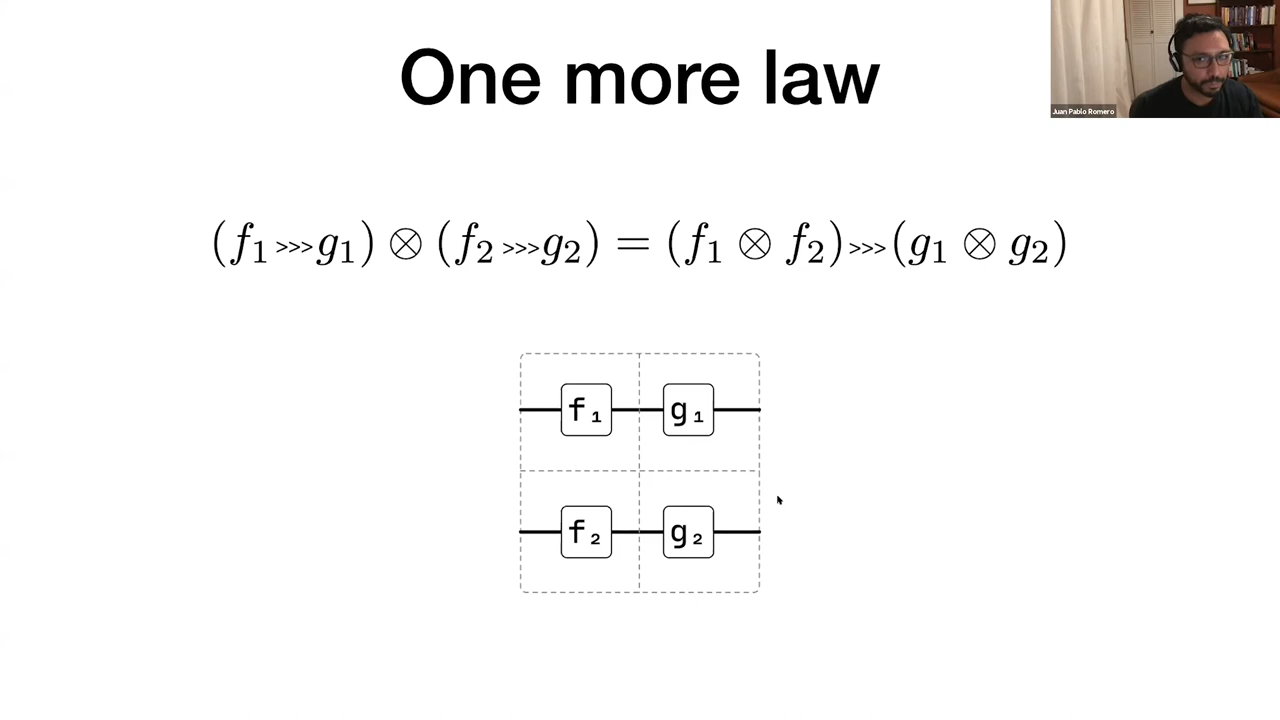 One more law
Juan Pablo Romero
(f₁ >>> g₁) ⊗ (f₂ >>> g₂) = (f₁ ⊗ f₂) >>> (g₁ ⊗ g₂)
f₁ g₁
f₂ g₂